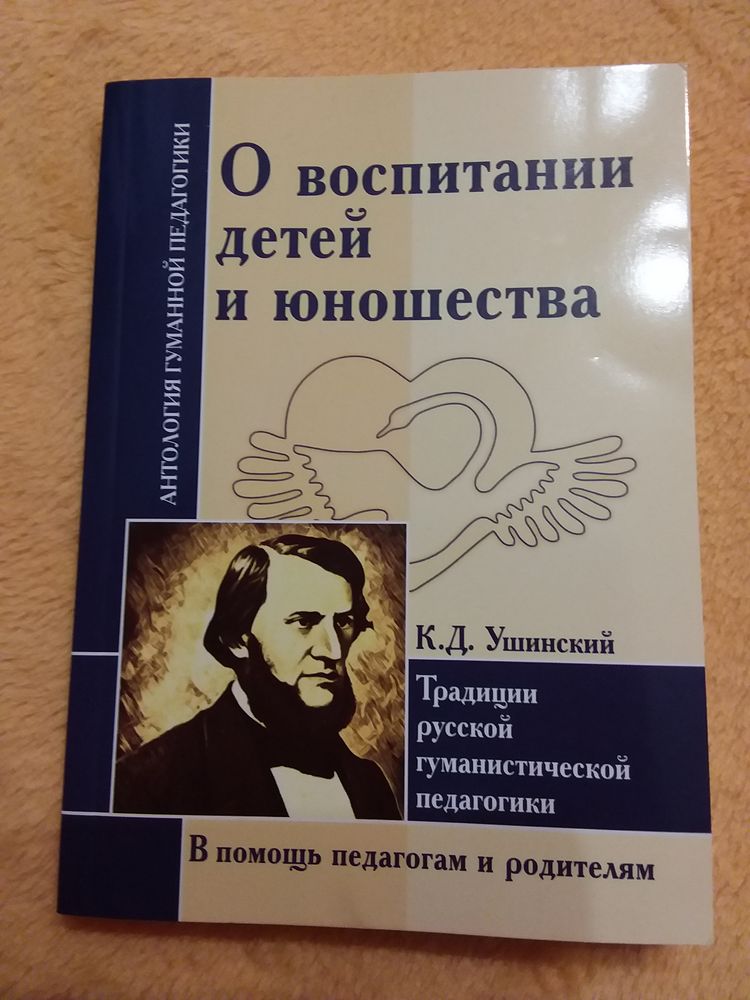 АНТОЛОГИЯ ГУМАННОЙ ПЕДАГОГИКИ
О воспитании
детей
и юношества
К.Д. Ушинский
Традиции
русской
гуманистической
педагогики
В помощь педагогам и родителям